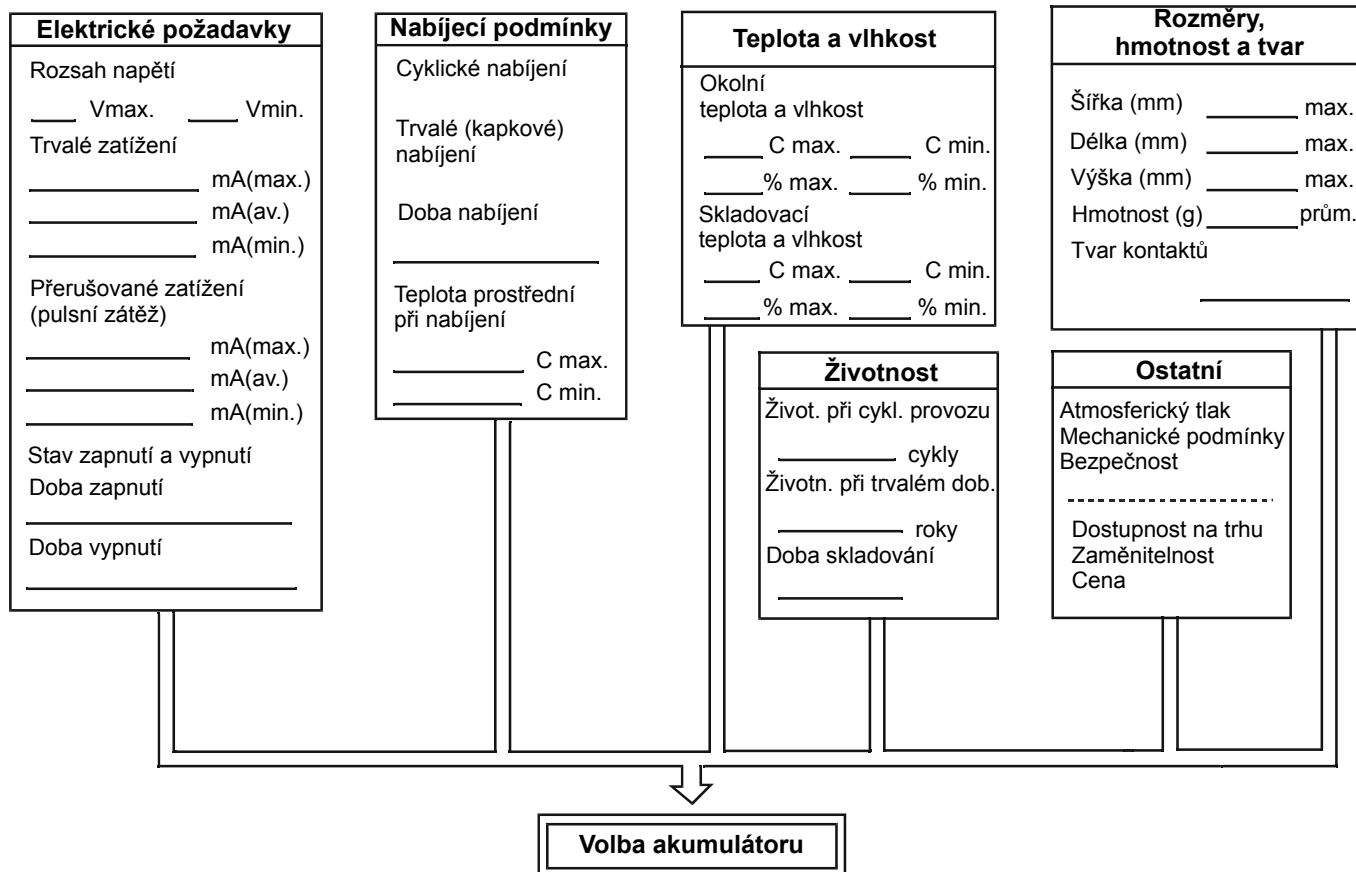 Elektrické požadavky
Rozsah napětí
Vmax. Vmin.
Trvalé zatížení
mA(max.)
mA(av.)
mA(min.)
Přerušované zatížení
(pulsní zátěž)
mA(max.)
mA(av.)
mA(min.)
Stav zapnutí a vypnutí
Doba zapnutí
Doba vypnutí
Nabíjecí podmínky
Cyklické nabíjení
Trvalé (kapkové)
nabíjení
Doba nabíjení
Teplota prostřední
při nabíjení
C max.
C min.
Teplota a vlhkost
Okolní
teplota a vlhkost
C max. C min.
% max. % min.
Skladovací
teplota a vlhkost
C max. C min.
% max. % min.
Rozměry,
hmotnost a tvar
Šířka (mm) max.
Délka (mm) max.
Výška (mm) max.
Hmotnost (g) prům.
Tvar kontaktů
Životnost
Život. při cykl. provozu
cykly
Životn. při trvalém dob.
roky
Doba skladování
Ostatní
Atmosferický tlak
Mechanické podmínky
Bezpečnost
Dostupnost na trhu
Zaměnitelnost
Cena
Volba akumulátoru